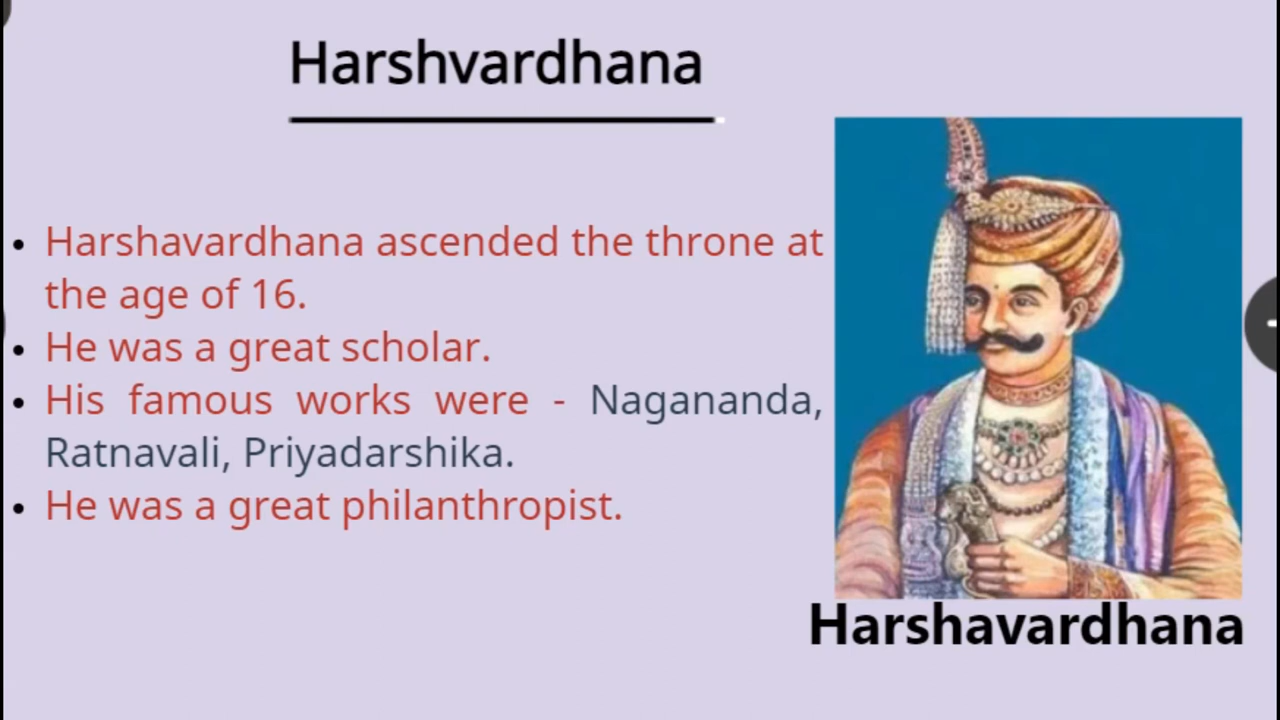 Harshvardhana
• Harshavardhana ascended the throne at
the age of 16.
• He was a great scholar.
• His famous works were - Nagananda,
Ratnavali, Priyadarshika.
• He was a great philanthropist.
Harshavardhana